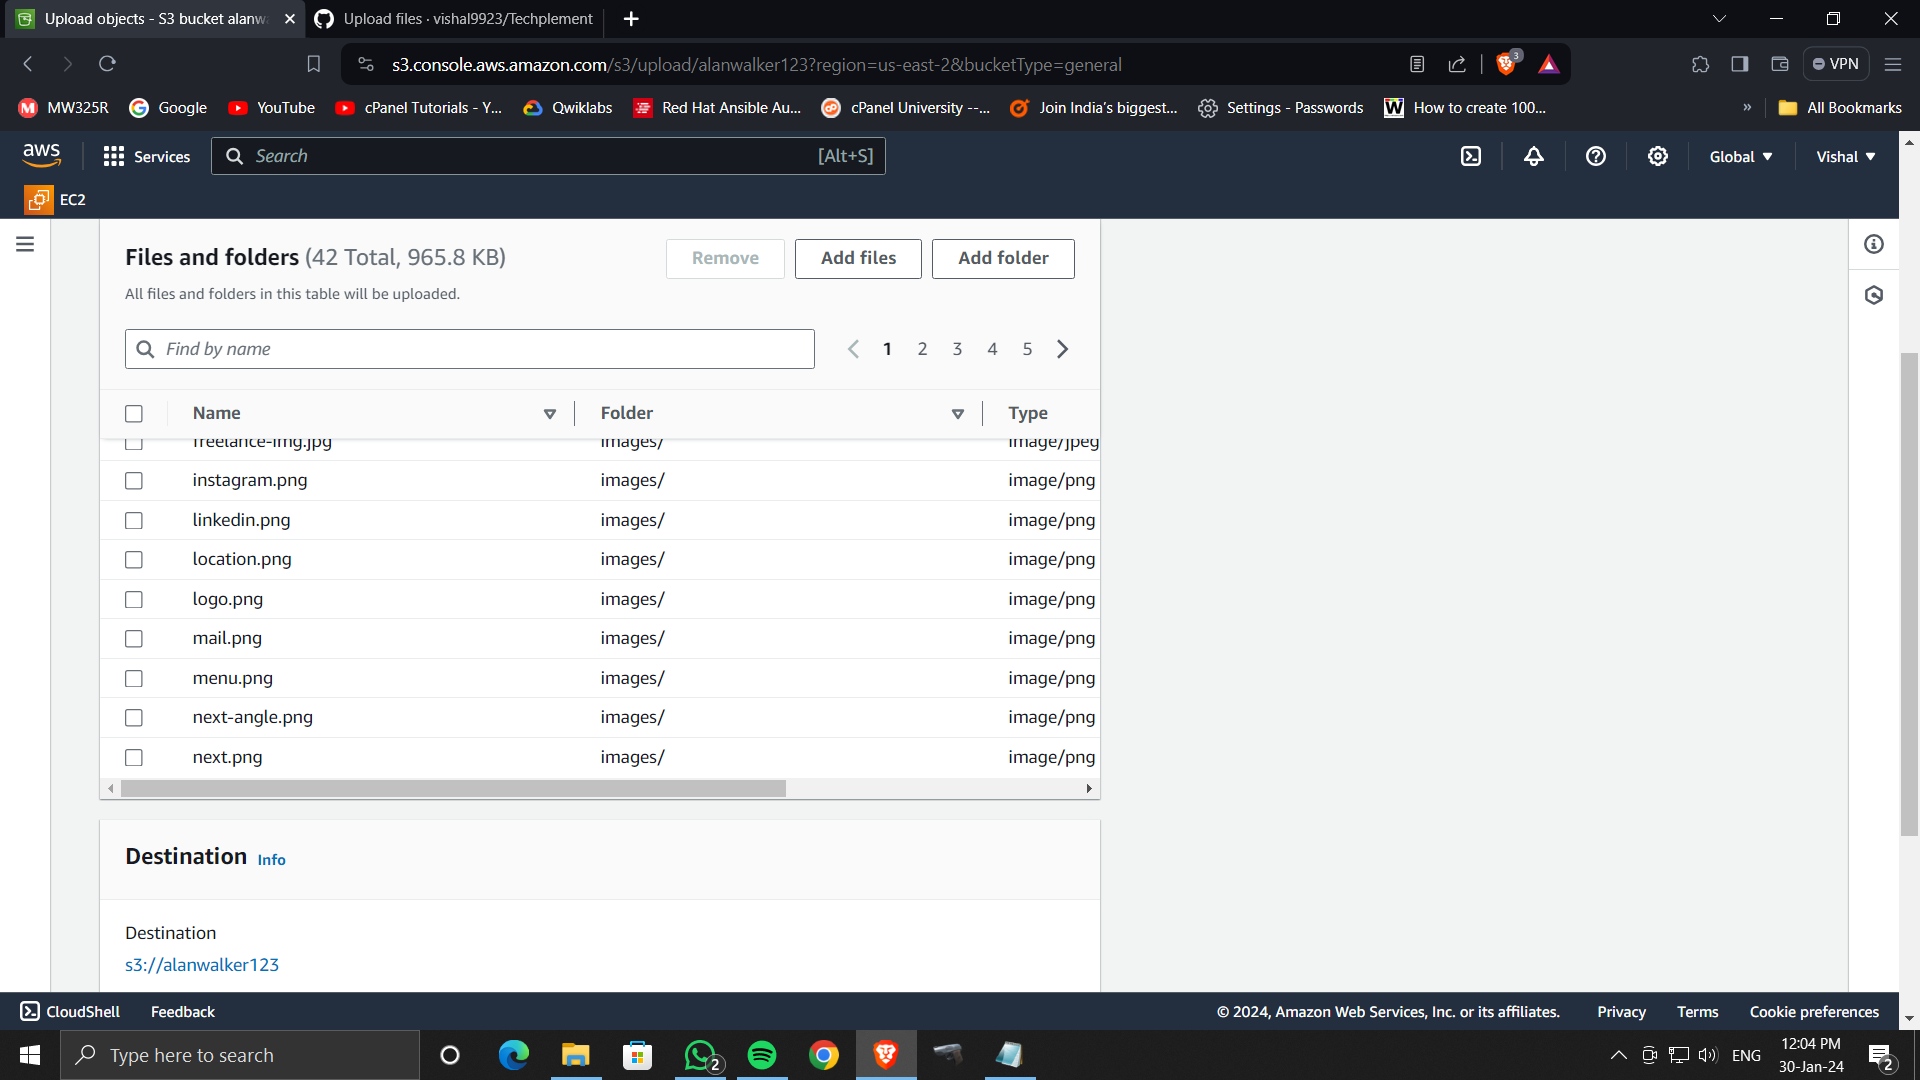 Upload objects - S3 bucket alanw
Upload files · vishal9923/Techplement
s3.console.aws.amazon.com/s3/upload/alanwalker123?region=us-east-2&bucketType=general
3
VPN
MW325R
Google
YouTube
cPanel Tutorials - Y...
Qwiklabs
Red Hat Ansible Au...
cPanel University --...
Join India's biggest...
Settings - Passwords
How to create 100...
All Bookmarks
aws
Services
Search
[Alt+S]
Global
Vishal
EC2
Files and folders (42 Total, 965.8 KB)
Remove
Add files
Add folder
All files and folders in this table will be uploaded.
Find by name
1 2 3 4 5
Name Folder Type
freelance-img.jpg images/ image/jpeg
instagram.png images/ image/png
linkedin.png images/ image/png
location.png images/ image/png
logo.png images/ image/png
mail.png images/ image/png
menu.png images/ image/png
next-angle.png images/ image/png
next.png images/ image/png
Destination Info
Destination
s3://alanwalker123
CloudShell
Feedback
© 2024, Amazon Web Services, Inc. or its affiliates.
Privacy
Terms
Cookie preferences
Type here to search
2
ENG
12:04 PM
30-Jan-24
2